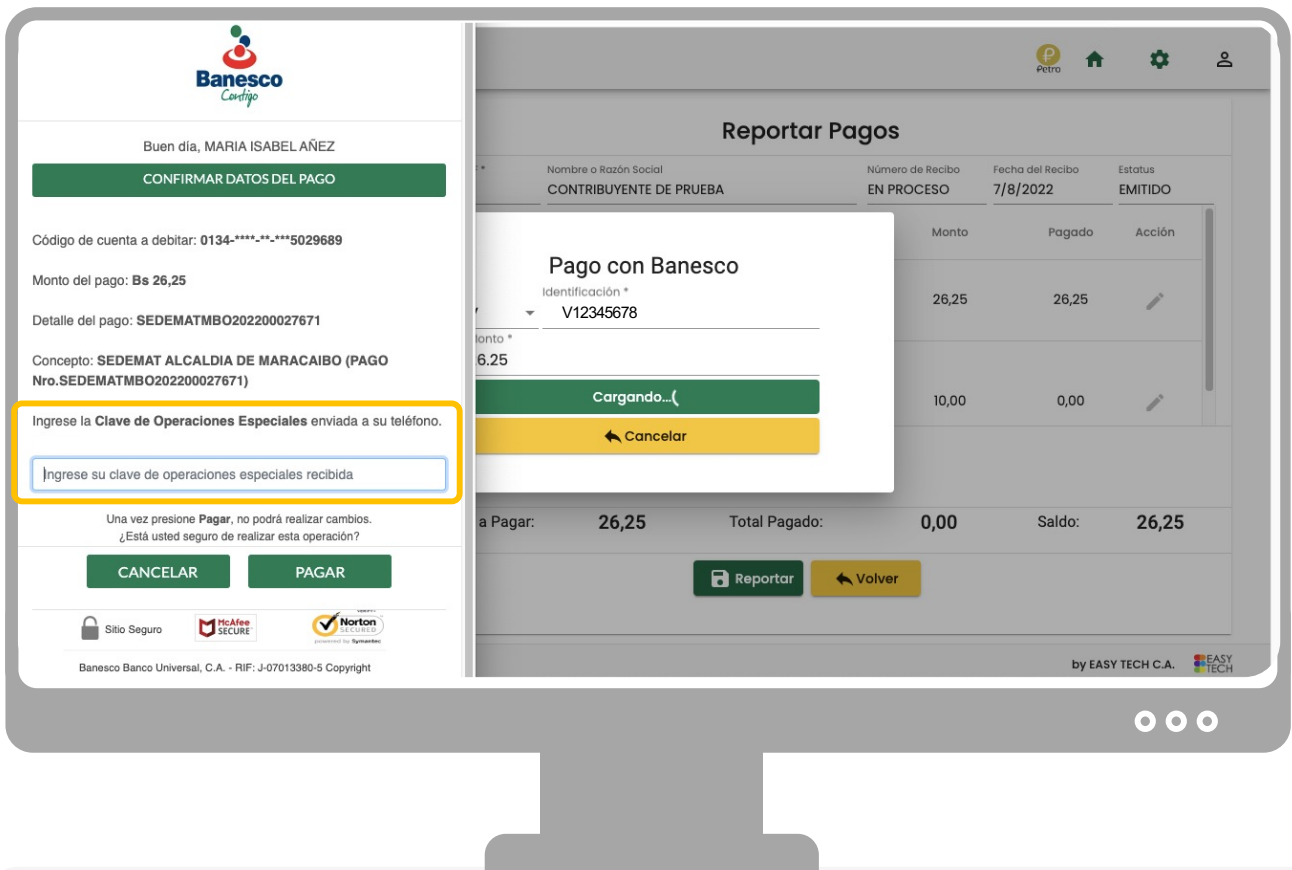 Banesco
Contigo
Buen día, MARIA ISABEL AÑEZ
CONFIRMAR DATOS DEL PAGO
Código de cuenta a debitar: 0134-****-**-***5029689
Monto del pago: Bs 26,25
Detalle del pago: SEDEMATMBO202200027671
Concepto: SEDEMAT ALCALDIA DE MARACAIBO (PAGO
Nro.SEDEMATMBO202200027671)
Ingrese la Clave de Operaciones Especiales enviada a su teléfono.
Ingrese su clave de operaciones especiales recibida
Una vez presione Pagar, no podrá realizar cambios.
¿Está usted seguro de realizar esta operación?
CANCELAR PAGAR
Sitio Seguro
McAfee
SECURE
Norton
SECURED
powered by Symantec
Banesco Banco Universal, C.A. - RIF: J-07013380-5 Copyright
Petro
Reportar Pagos
Nombre o Razón Social Número de Recibo Fecha del Recibo Estatus
CONTRIBUYENTE DE PRUEBA EN PROCESO 7/8/2022 EMITIDO
Monto Pagado Acción
26,25 26,25
10,00 0,00
Pago con Banesco
Identificación *
V12345678
onto *
6.25
Cargando...
Cancelar
a Pagar: 26,25 Total Pagado: 0,00 Saldo: 26,25
Reportar Volver
by EASY TECH C.A.
EASY
TECH